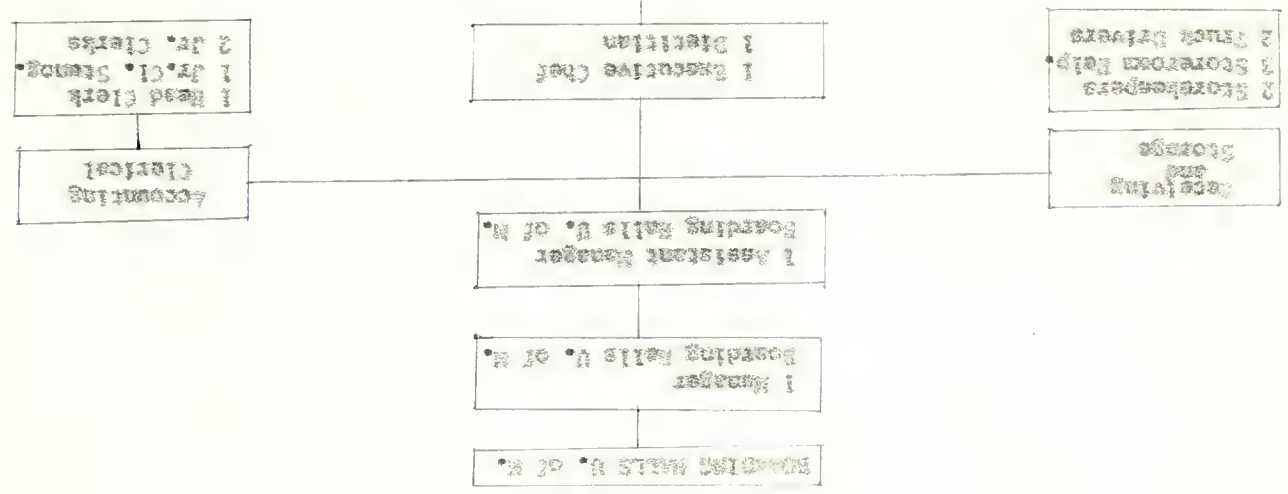 BOARDING HALLS U. of M.
1 Manager
Boarding Halls U. of M.
1 Assistant Manager
Boarding Halls U. of M.
Receiving
and
Storage
Accounting
Clerical
2 Storekeepers
3 Storeroom Help
2 Truck Drivers
1 Executive Chef
1 Dietitian
1 Head Clerk
1 Jr. Cl. Stenog.
2 Jr. Clerks